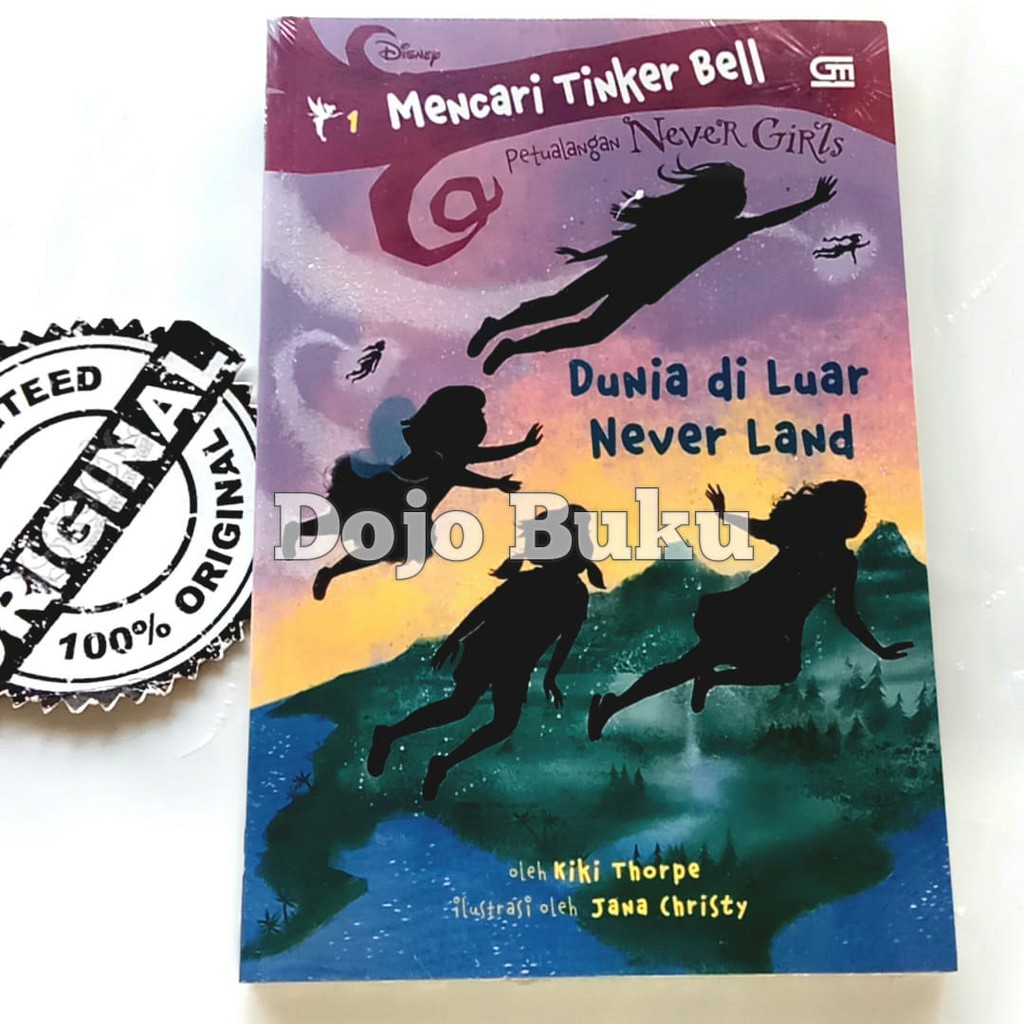 Disney
1 Mencari Tinker Bell
GM
Petualangan Never Girls
Dunia di Luar
Never Land
Dojo Buku
oleh Kiki Thorpe
ilustrasi oleh Jana Christy
TEED
ORIGINAL
100% ORIGINAL